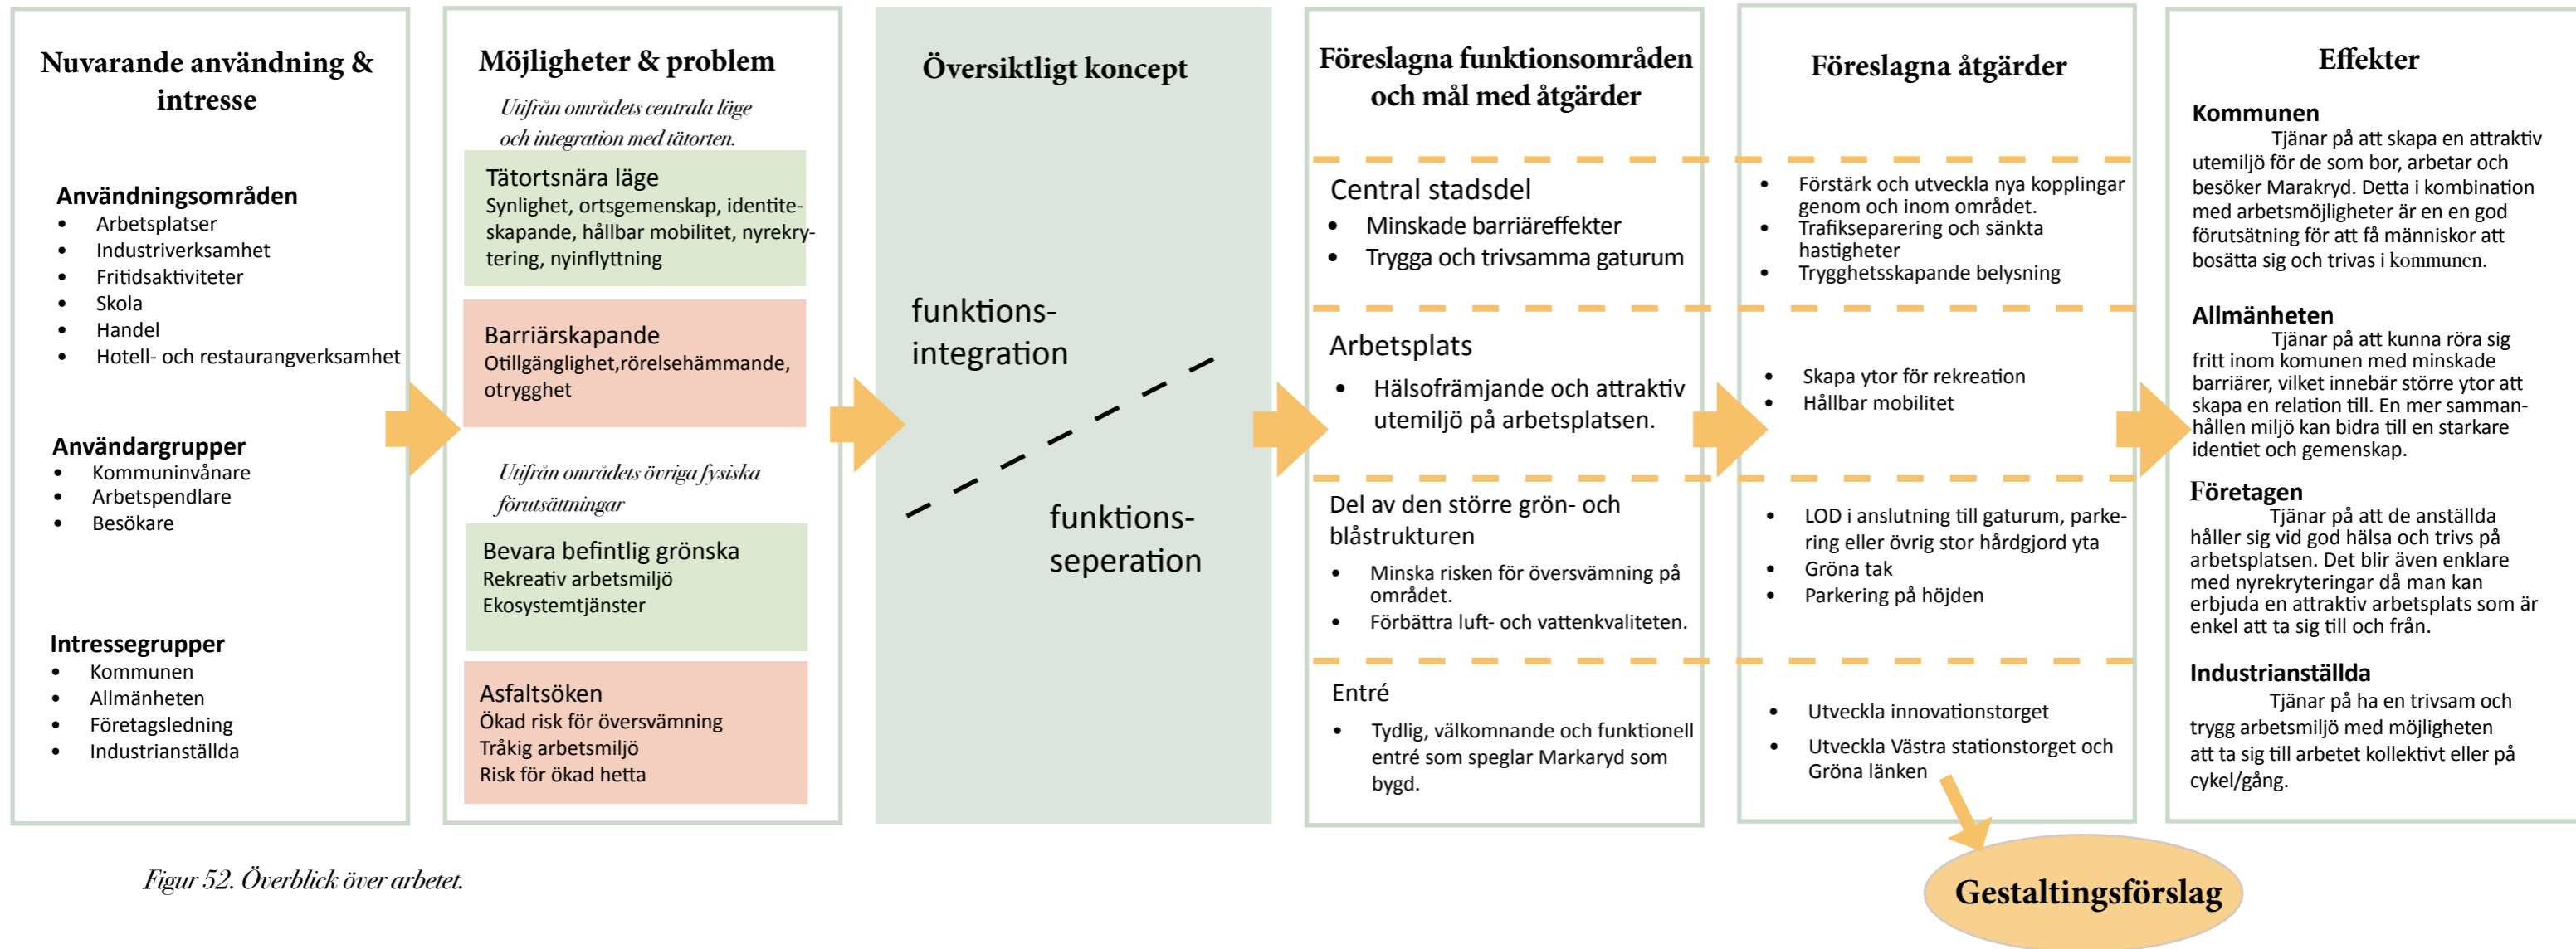 Nuvarande användning &
intresse
Användningsområden
• Arbetsplatser
• Industriverksamhet
• Fritidsaktiviteter
• Skola
• Handel
• Hotell- och restaurangverksamhet
Användargrupper
• Kommuninvånare
• Arbetspendlare
• Besökare
Intressegrupper
• Kommunen
• Allmänheten
• Företagsledning
• Industrianställda
Möjligheter & problem
Utifrån områdets centrala läge
och integration med tätorten.
Tätortsnära läge
Synlighet, ortsgemenskap, identite-
skapande, hållbar mobilitet, nyrekry-
tering, nyinflyttning
Barriärskapande
Otillgänglighet,rörelsehämmande,
otrygghet
Utifrån områdets övriga fysiska
förutsättningar
Bevara befintlig grönska
Rekreativ arbetsmiljö
Ekosystemtjänster
Asfaltsöken
Ökad risk för översvämning
Tråkig arbetsmiljö
Risk för ökad hetta
Översiktligt koncept
funktions-
integration
funktions-
seperation
Föreslagna funktionsområden
och mål med åtgärder
Central stadsdel
• Minskade barriäreffekter
• Trygga och trivsamma gaturum
Arbetsplats
• Hälsofrämjande och attraktiv
utemiljö på arbetsplatsen.
Del av den större grön- och
blåstrukturen
• Minska risken för översvämning på
området.
• Förbättra luft- och vattenkvaliteten.
Entré
• Tydlig, välkomnande och funktionell
entré som speglar Markaryd som
bygd.
Föreslagna åtgärder
• Förstärk och utveckla nya kopplingar
genom och inom området.
• Trafikseparering och sänkta
hastigheter
• Trygghetsskapande belysning
• Skapa ytor för rekreation
• Hållbar mobilitet
• LOD i anslutning till gaturum, parke-
ring eller övrig stor hårdgjord yta
• Gröna tak
• Parkering på höjden
• Utveckla innovationstorget
• Utveckla Västra stationstorget och
Gröna länken
Effekter
Kommunen
Tjänar på att skapa en attraktiv
utemiljö för de som bor, arbetar och
besöker Marakryd. Detta i kombination
med arbetsmöjligheter är en en god
förutsätning för att få människor att
bosätta sig och trivas i kommunen.
Allmänheten
Tjänar på att kunna röra sig
fritt inom komunen med minskade
barriärer, vilket innebär större ytor att
skapa en relation till. En mer samman-
hållen miljö kan bidra till en starkare
identiet och gemenskap.
Företagen
Tjänar på att de anställda
håller sig vid god hälsa och trivs på
arbetsplatsen. Det blir även enklare
med nyrekryteringar då man kan
erbjuda en attraktiv arbetsplats som är
enkel att ta sig till och från.
Industrianställda
Tjänar på ha en trivsam och
trygg arbetsmiljö med möjligheten
att ta sig till arbetet kollektivt eller på
cykel/gång.
Gestaltingsförslag
Figur 52. Överblick över arbetet.